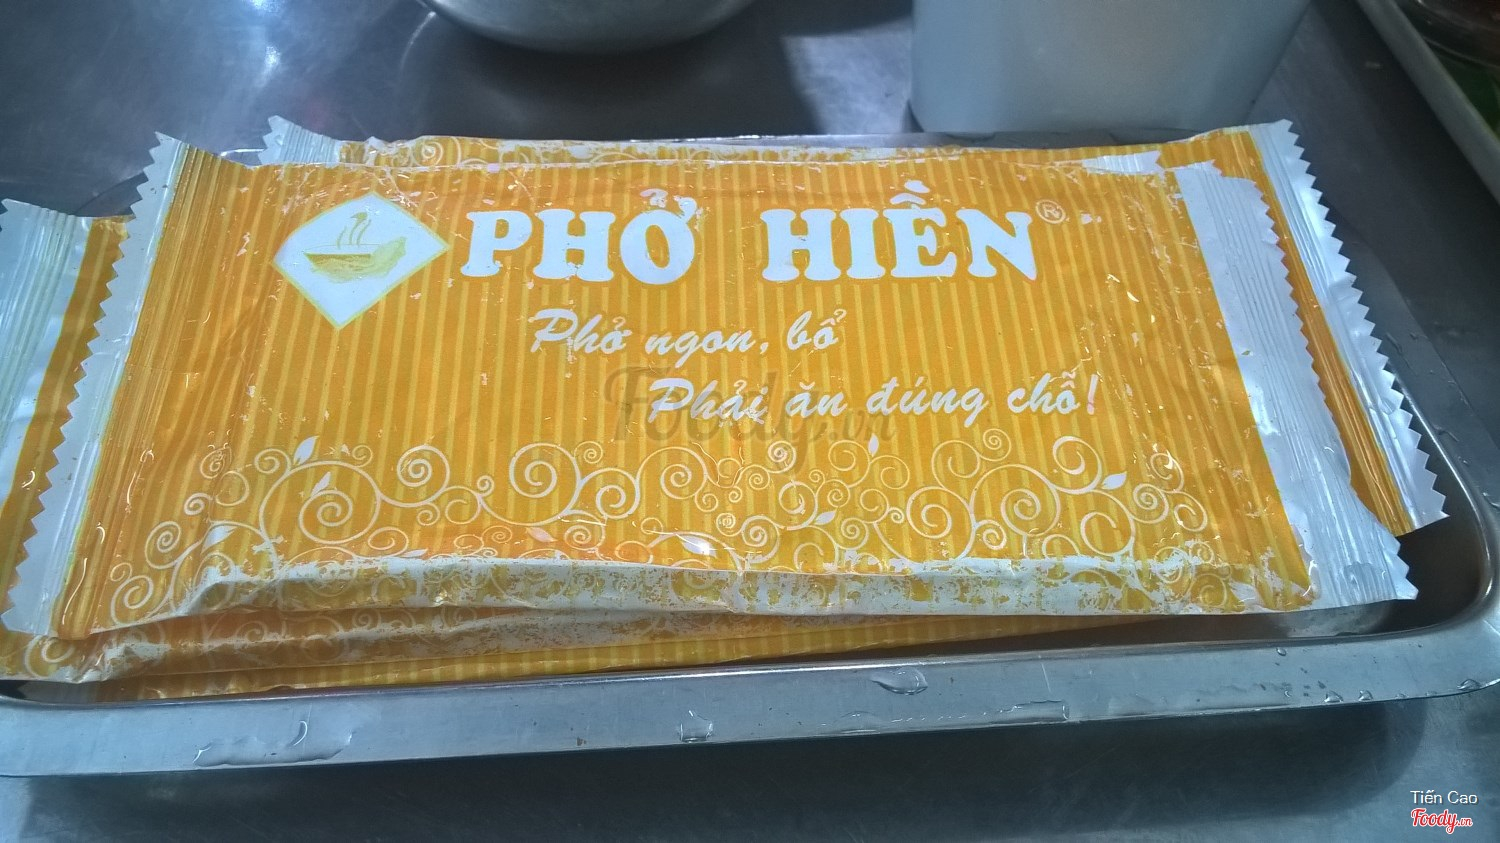 PHỞ HIỀN®
Phở ngon, bổ
Phải ăn đúng chỗ!
Foody.vn
Tiến Cao
Foody.vn